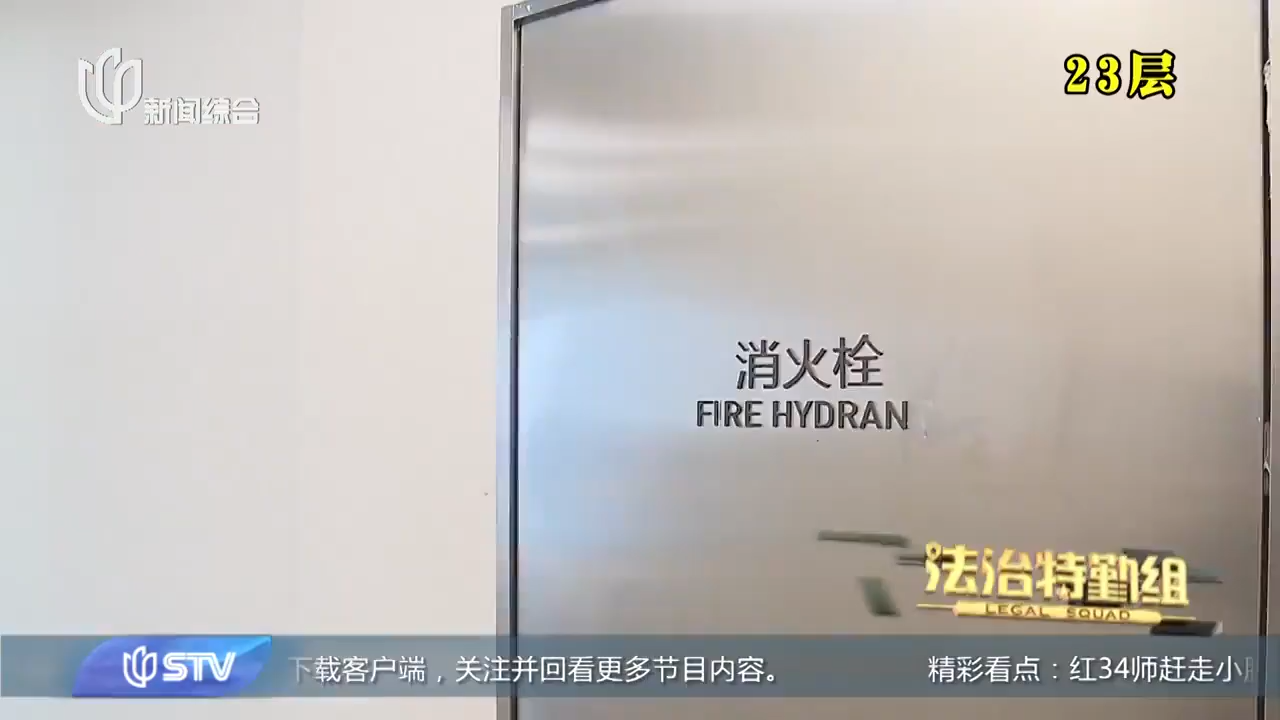 新闻综合
23层
消火栓
FIRE HYDRAN
法治特勤组
LEGAL SQUAD
STV
下载客户端，关注并回看更多节目内容。
精彩看点：红34师赶走小